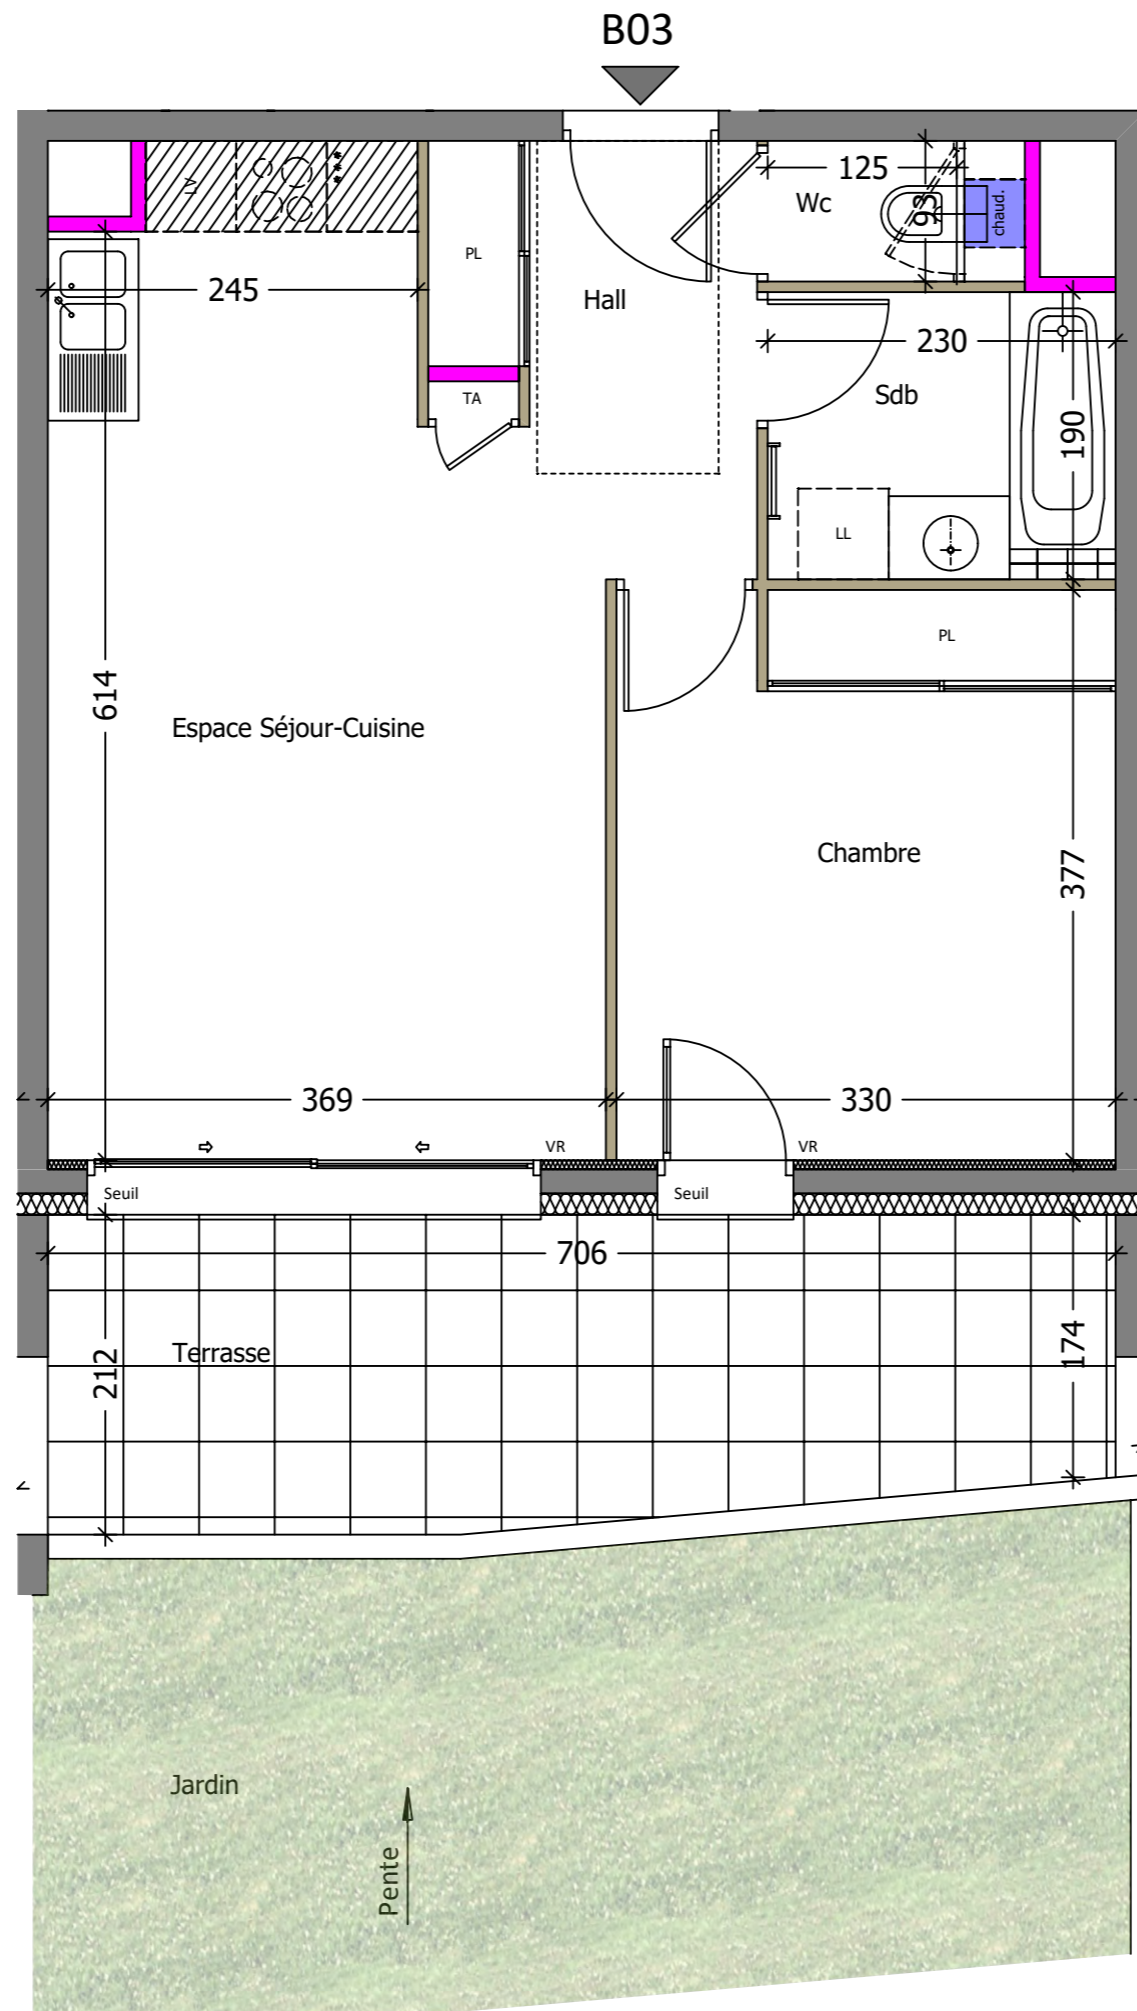 B03
125
Wc
93
chaud.
LV
PL
245
Hall
230
TA
Sdb
190
LL
PL
614
Espace Séjour-Cuisine
Chambre
377
369
330
VR
VR
Seuil
Seuil
706
Terrasse
212
174
Jardin
Pente